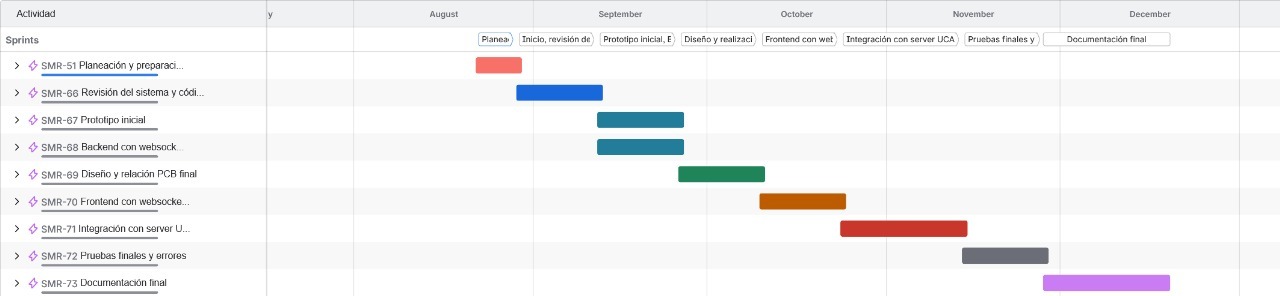 Actividad y August September October November December
Sprints Planea Inicio, revisión de Prototipo inicial, E Diseño y realizaci Frontend con wet Integración con server UCA Pruebas finales y Documentación final
SMR-51 Planeación y preparaci...
SMR-66 Revisión del sistema y códi...
SMR-67 Prototipo inicial
SMR-68 Backend con websock...
SMR-69 Diseño y relación PCB final
SMR-70 Frontend con websocke...
SMR-71 Integración con server U...
SMR-72 Pruebas finales y errores
SMR-73 Documentación final